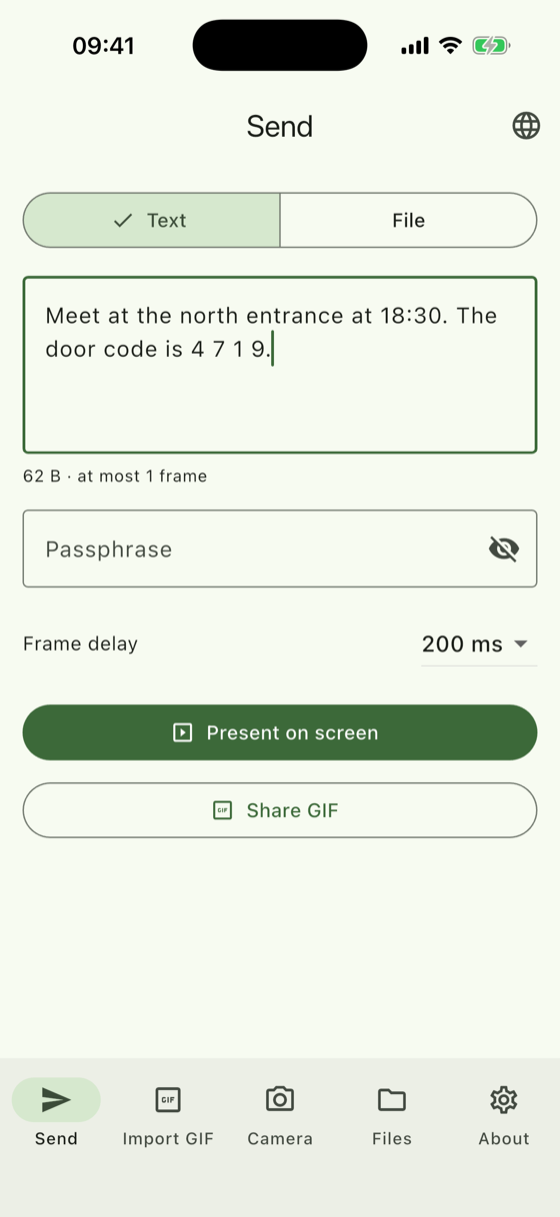 09:41
Send
Text
File
Meet at the north entrance at 18:30. The
door code is 4 7 1 9.
62 B · at most 1 frame
Passphrase
Frame delay
200 ms
Present on screen
GIF Share GIF
GIF
Send
Import GIF
Camera
Files
About